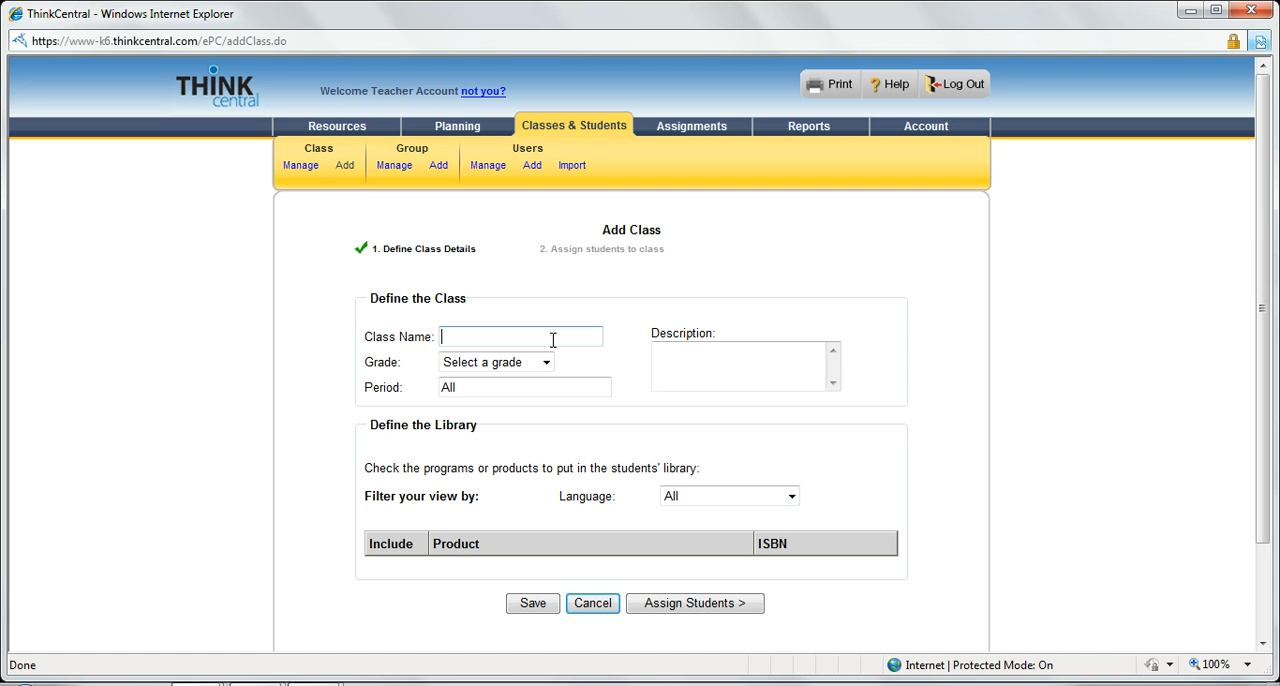 ThinkCentral - Windows Internet Explorer
https://www-k6.thinkcentral.com/ePC/addClass.do
THINK central
Welcome Teacher Account not you?
Print Help Log Out
Resources Planning Classes & Students Assignments Reports Account
Class Group Users
Manage Add Manage Add Manage Add Import
Add Class
1. Define Class Details 2. Assign students to class
Define the Class
Class Name: Description:
Grade: Select a grade
Period: All
Define the Library
Check the programs or products to put in the students' library:
Filter your view by: Language: All
Include Product ISBN
Save Cancel Assign Students >
Done Internet | Protected Mode: On 100%